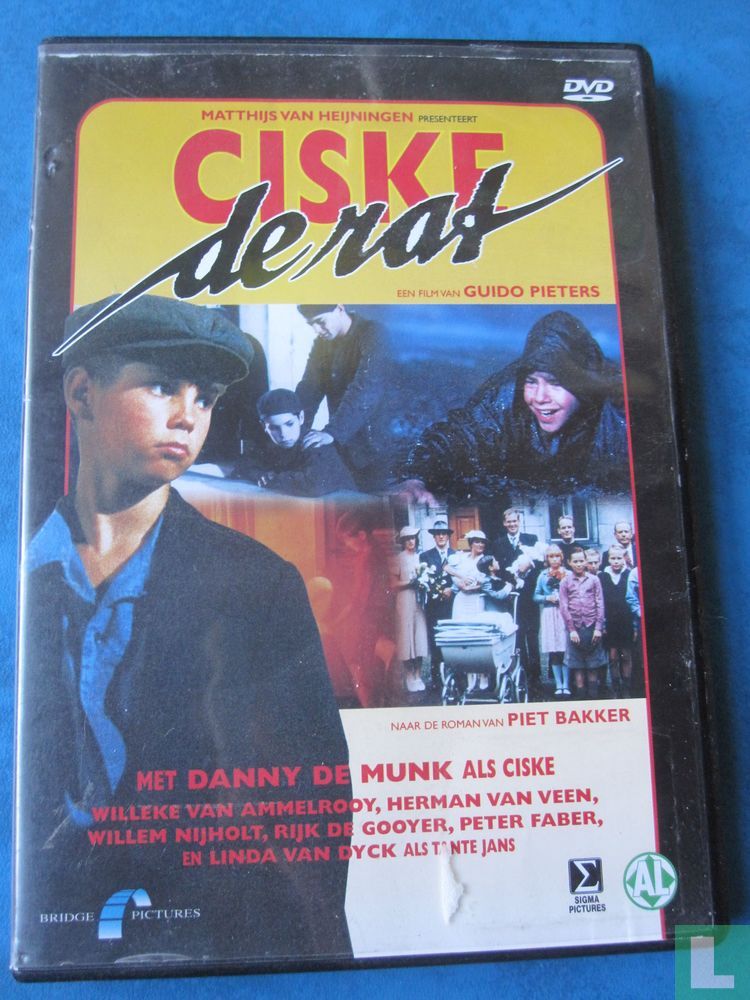 DVD
MATTHIJS VAN HEIJNINGEN PRESENTEERT
CISKE
de rat
EEN FILM VAN GUIDO PIETERS
NAAR DE ROMAN VAN PIET BAKKER
MET DANNY DE MUNK ALS CISKE
WILLEKE VAN AMMELROOY, HERMAN VAN VEEN,
WILLEM NIJHOLT, RIJK DE GOOYER, PETER FABER,
EN LINDA VAN DYCK ALS TANTE JANS
BRIDGE PICTURES
Σ
SIGMA
PICTURES
AL
L